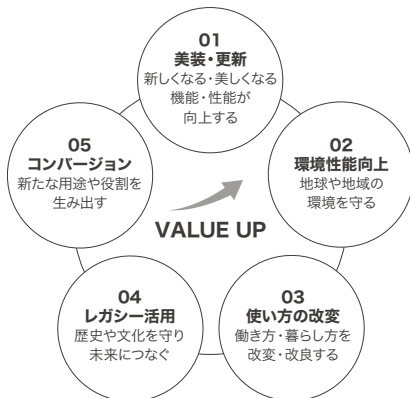 01
美装・更新
新しくなる・美しくなる
機能・性能が
向上する
02
環境性能向上
地球や地域の
環境を守る
03
使い方の改変
働き方・暮らし方を
改変・改良する
04
レガシー活用
歴史や文化を守り
未来につなぐ
05
コンバージョン
新たな用途や役割を
生み出す
VALUE UP